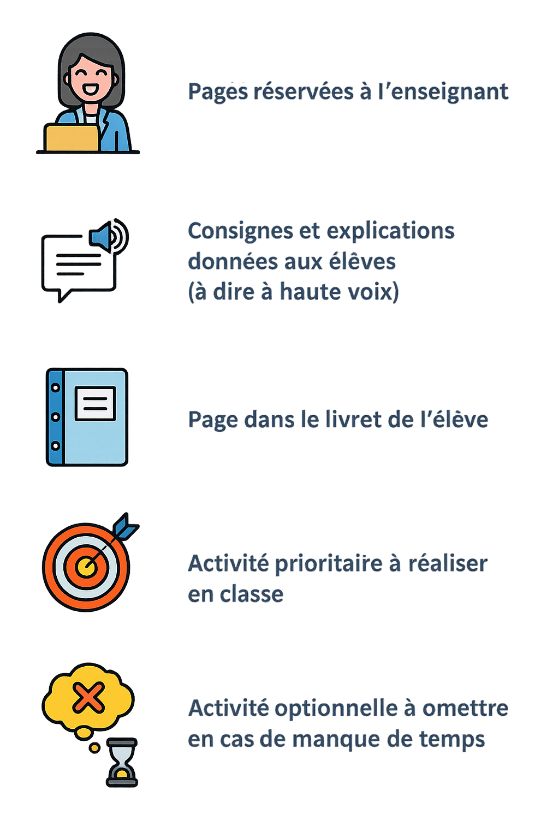 Pages réservées à l'enseignant
Consignes et explications
données aux élèves
(à dire à haute voix)
Page dans le livret de l'élève
Activité prioritaire à réaliser
en classe
Activité optionnelle à omettre
en cas de manque de temps